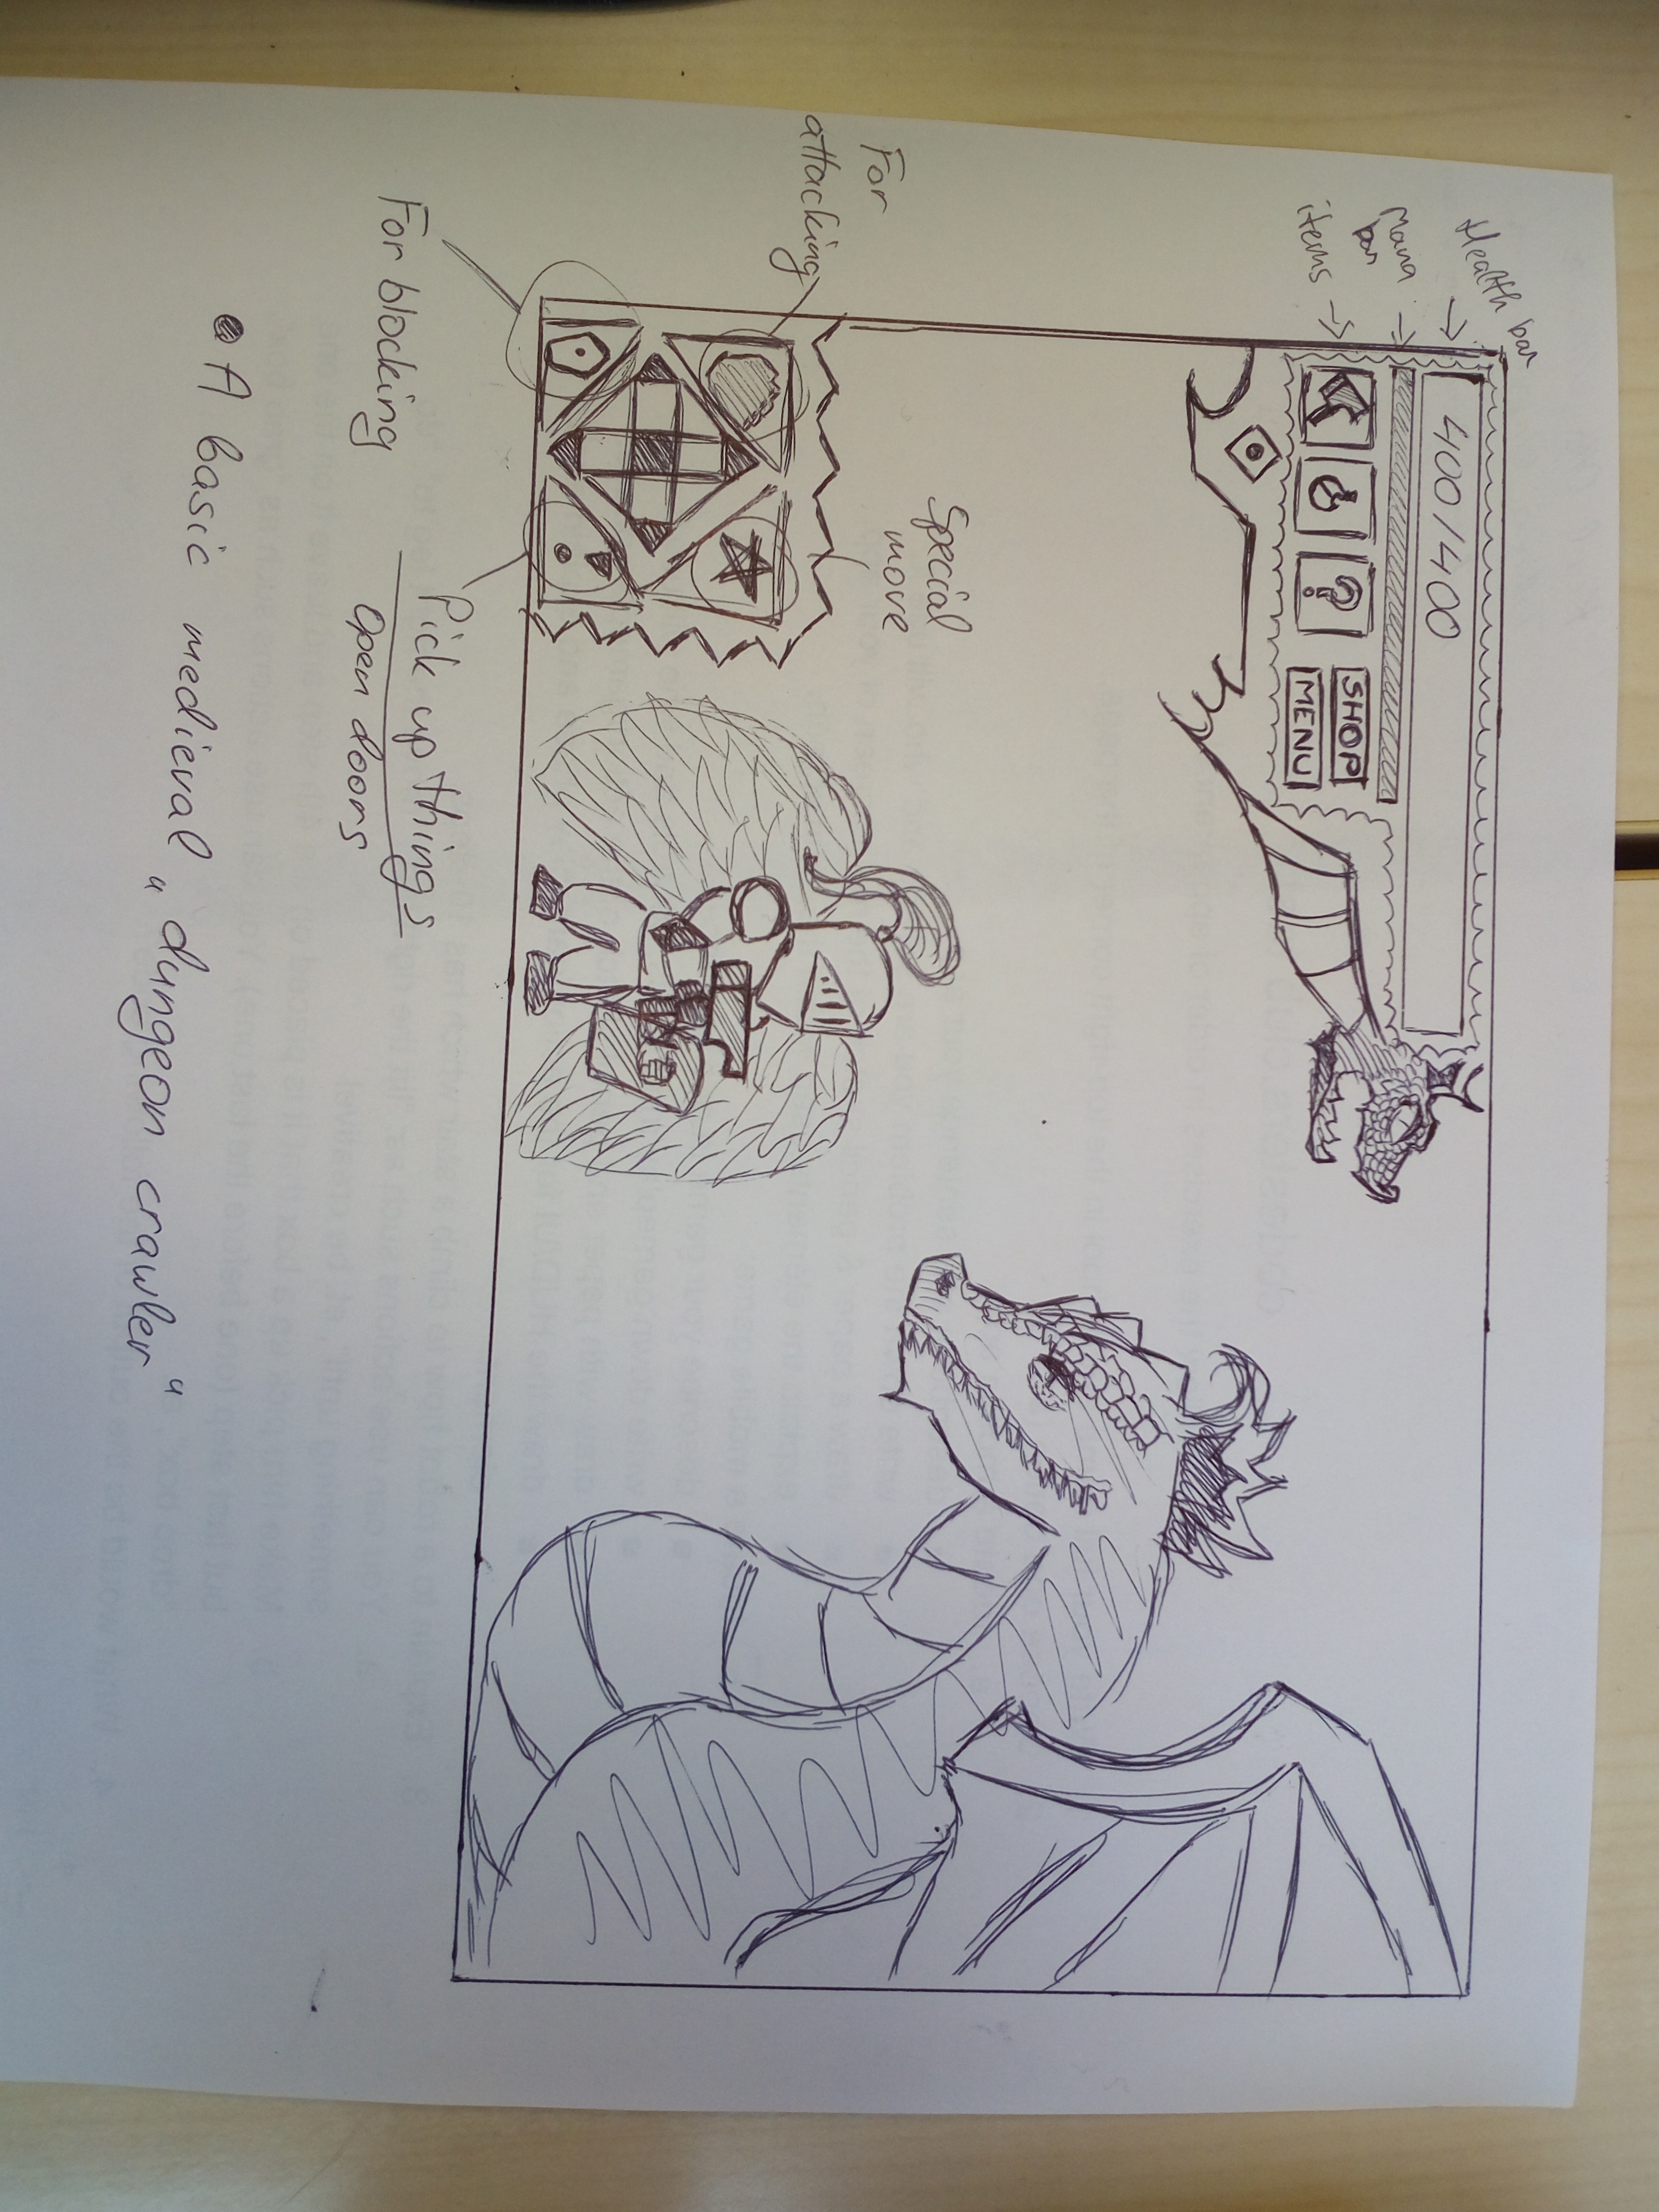 Health bar
Mana
bar
items
400/400
?
SHOP
MENU
Special
move
For
attacking
For blocking
Pick up things
Open doors
A basic medieval „dungeon crawler“